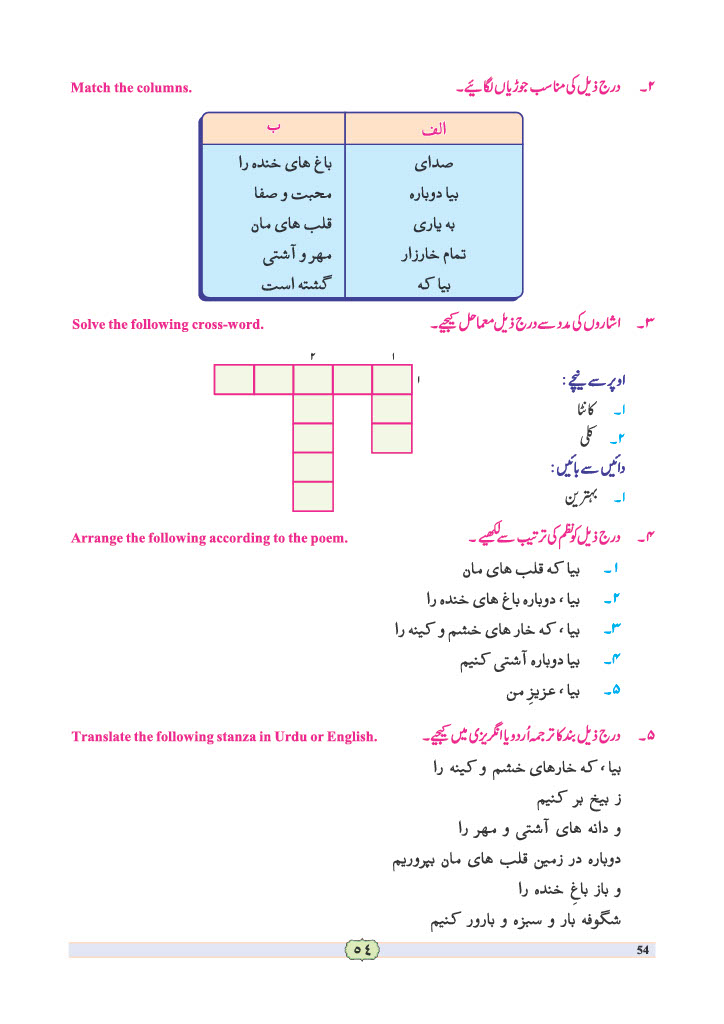 ۲۔ درج ذیل کی مناسب جوڑیاں لگائیے۔ Match the columns.
الف ب
صدای باغ های خنده را
بیا دوباره محبت و صفا
به یاری قلب های مان
تمام خارزار مهر و آشتی
بیا که گشته است
۳۔ اشاروں کی مدد سے درج ذیل معما حل کیجیے۔ Solve the following cross-word.
۱ ۲
۱
اوپر سے نیچے :
۱۔ کانٹا
۲۔ کلی
دائیں سے بائیں :
۱۔ بہترین
۴۔ درج ذیل کو نظم کی ترتیب سے لکھیے ۔ Arrange the following according to the poem.
۱۔ بیا که قلب های مان
۲۔ بیا ، دوباره باغ های خنده را
۳۔ بیا ، که خار های خشم و کینه را
۴۔ بیا دوباره آشتی کنیم
۵۔ بیا ، عزیزِ من
۵۔ درج ذیل بند کا ترجمہ اُردو یا انگریزی میں کیجیے۔ Translate the following stanza in Urdu or English.
بیا ، که خارهای خشم و کینه را
ز بیخ بر کنیم
و دانه های آشتی و مهر را
دوباره در زمین قلب های مان بپروریم
و باز باغِ خنده را
شگوفه بار و سبزه و بارور کنیم
٥٤ 54